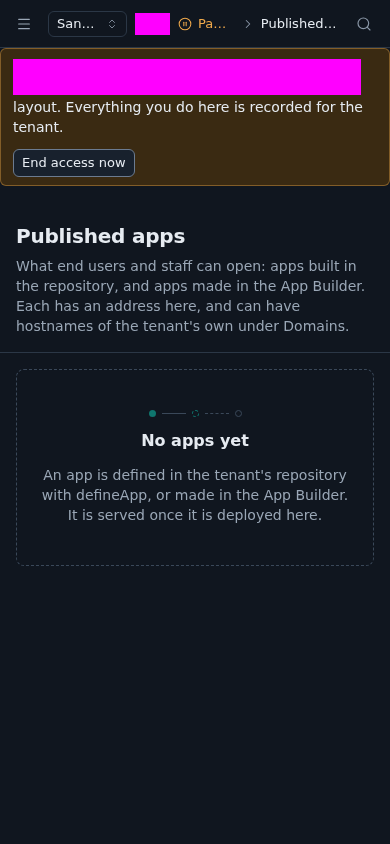 San...
Pa...
Published...
layout. Everything you do here is recorded for the
tenant.
End access now
Published apps
What end users and staff can open: apps built in
the repository, and apps made in the App Builder.
Each has an address here, and can have
hostnames of the tenant's own under Domains.
No apps yet
An app is defined in the tenant's repository
with defineApp, or made in the App Builder.
It is served once it is deployed here.